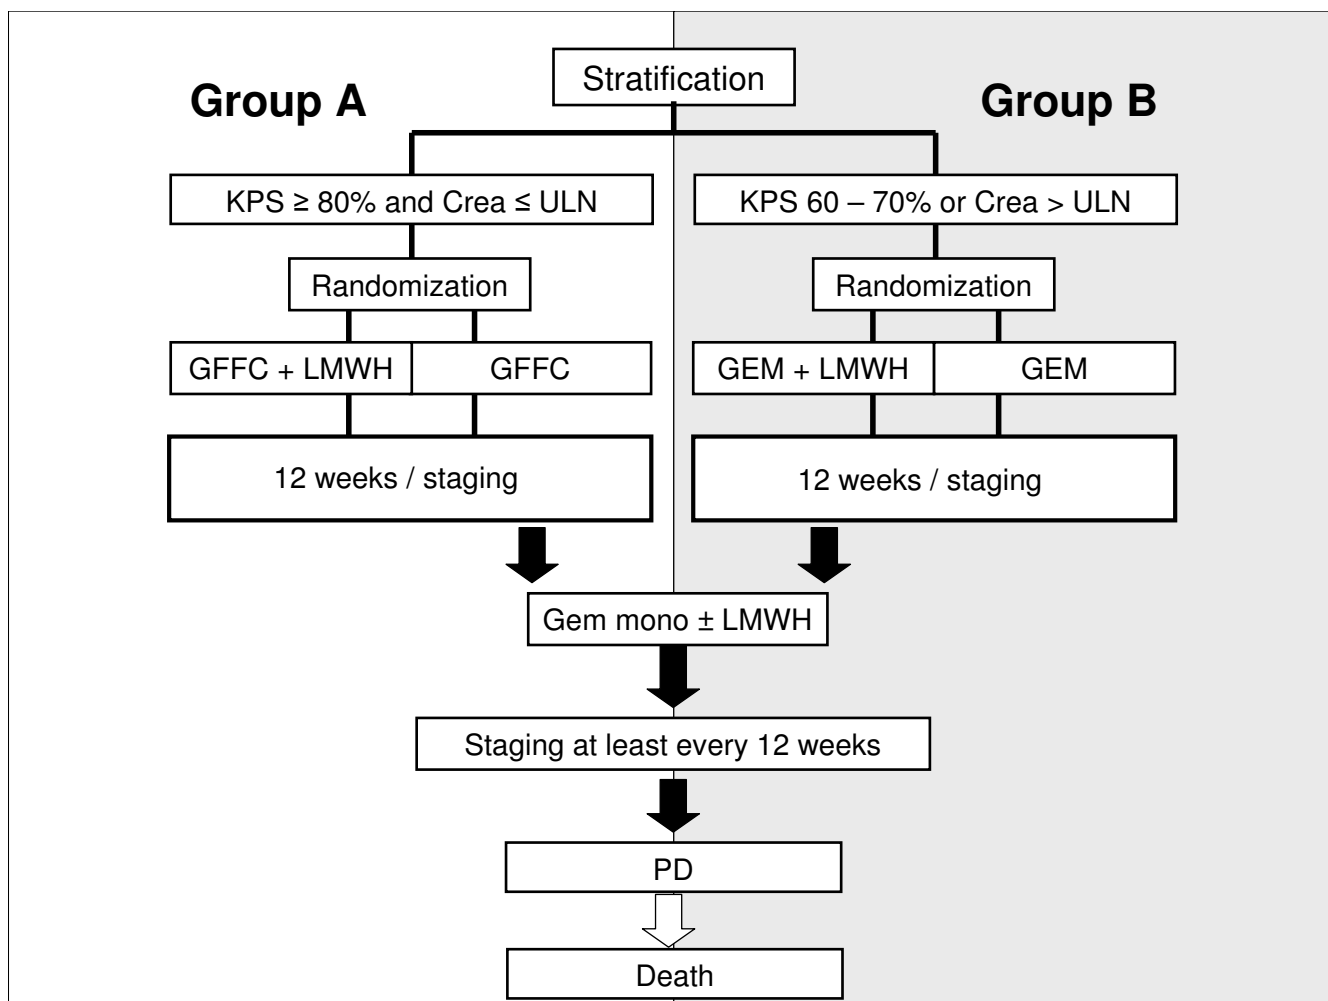 Stratification
Group A
Group B
KPS ≥ 80% and Crea ≤ ULN
KPS 60 – 70% or Crea > ULN
Randomization
Randomization
GFFC + LMWH
GFFC
GEM + LMWH
GEM
12 weeks / staging
12 weeks / staging
Gem mono ± LMWH
Staging at least every 12 weeks
PD
Death